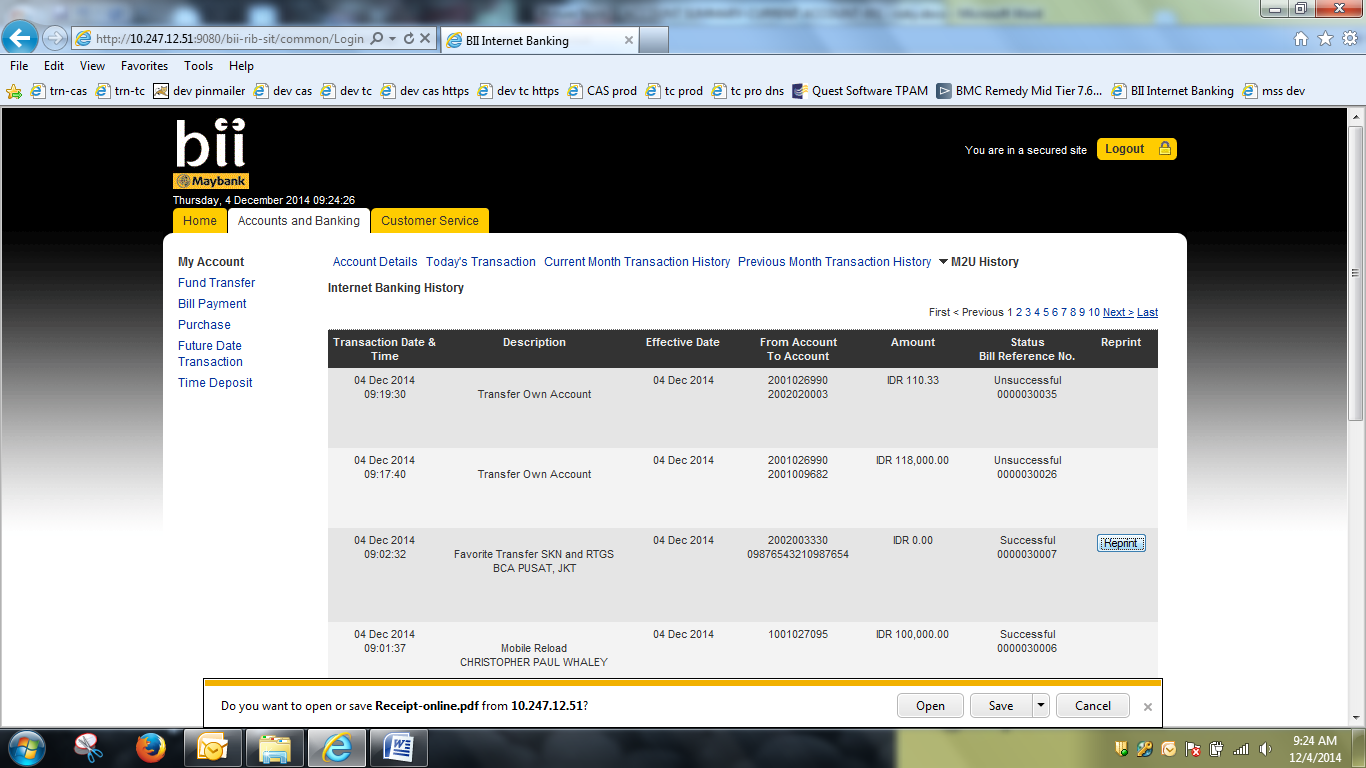 http://10.247.12.51:9080/bii-rib-sit/common/Login
BII Internet Banking
File Edit View Favorites Tools Help
trn-cas trn-tc dev pinmailer dev cas dev tc dev cas https dev tc https CAS prod tc prod tc pro dns Quest Software TPAM BMC Remedy Mid Tier 7.6... BII Internet Banking mss dev
bii
Maybank
You are in a secured site Logout
Thursday, 4 December 2014 09:24:26
Home Accounts and Banking Customer Service
My Account
Fund Transfer
Bill Payment
Purchase
Future Date
Transaction
Time Deposit
Account Details Today's Transaction Current Month Transaction History Previous Month Transaction History M2U History
Internet Banking History
First < Previous 1 2 3 4 5 6 7 8 9 10 Next > Last
Transaction Date & Description Effective Date From Account Amount Status Reprint
Time To Account Bill Reference No.
04 Dec 2014 04 Dec 2014 2001026990 IDR 110.33 Unsuccessful
09:19:30 Transfer Own Account 2002020003 0000030035
04 Dec 2014 04 Dec 2014 2001026990 IDR 118,000.00 Unsuccessful
09:17:40 Transfer Own Account 2001009682 0000030026
04 Dec 2014 04 Dec 2014 2002003330 IDR 0.00 Successful Reprint
09:02:32 Favorite Transfer SKN and RTGS 09876543210987654 0000030007
BCA PUSAT, JKT
04 Dec 2014 04 Dec 2014 1001027095 IDR 100,000.00 Successful
09:01:37 Mobile Reload 0000030006
CHRISTOPHER PAUL WHALEY
Do you want to open or save Receipt-online.pdf from 10.247.12.51? Open Save Cancel
9:24 AM
12/4/2014